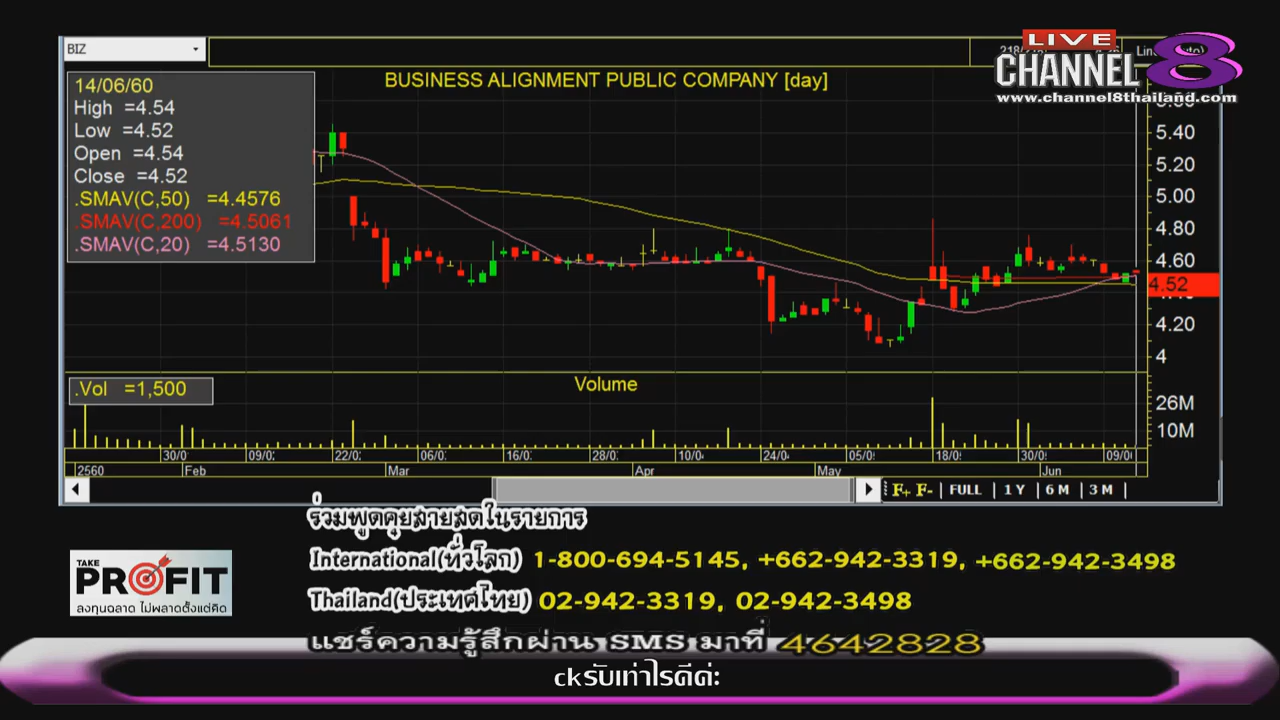 BIZ
LIVE
CHANNEL 8
www.channel8thailand.com
BUSINESS ALIGNMENT PUBLIC COMPANY [day]
14/06/60
High =4.54
Low =4.52
Open =4.54
Close =4.52
.SMAV(C,50) =4.4576
.SMAV(C,200) =4.5061
.SMAV(C,20) =4.5130
5.40
5.20
5.00
4.80
4.60
4.52
4.20
4
.Vol =1,500
Volume
26M
10M
30/0 09/0 22/0 06/0 16/0 28/0 10/0 24/0 05/0 18/0 30/0 09/0
2560 Feb Mar Apr May Jun
F+ F- | FULL | 1 Y | 6 M | 3 M |
ร่วมพูดคุยสายสดในรายการ
International(ทั่วโลก) 1-800-694-5145, +662-942-3319, +662-942-3498
Thailand(ประเทศไทย) 02-942-3319, 02-942-3498
แชร์ความรู้สึกผ่าน SMS มาที่ 4642828
TAKE
PROFIT
ลงทุนฉลาด ไม่พลาดตั้งแต่คิด
ckรับเท่าไรดีค่ะ